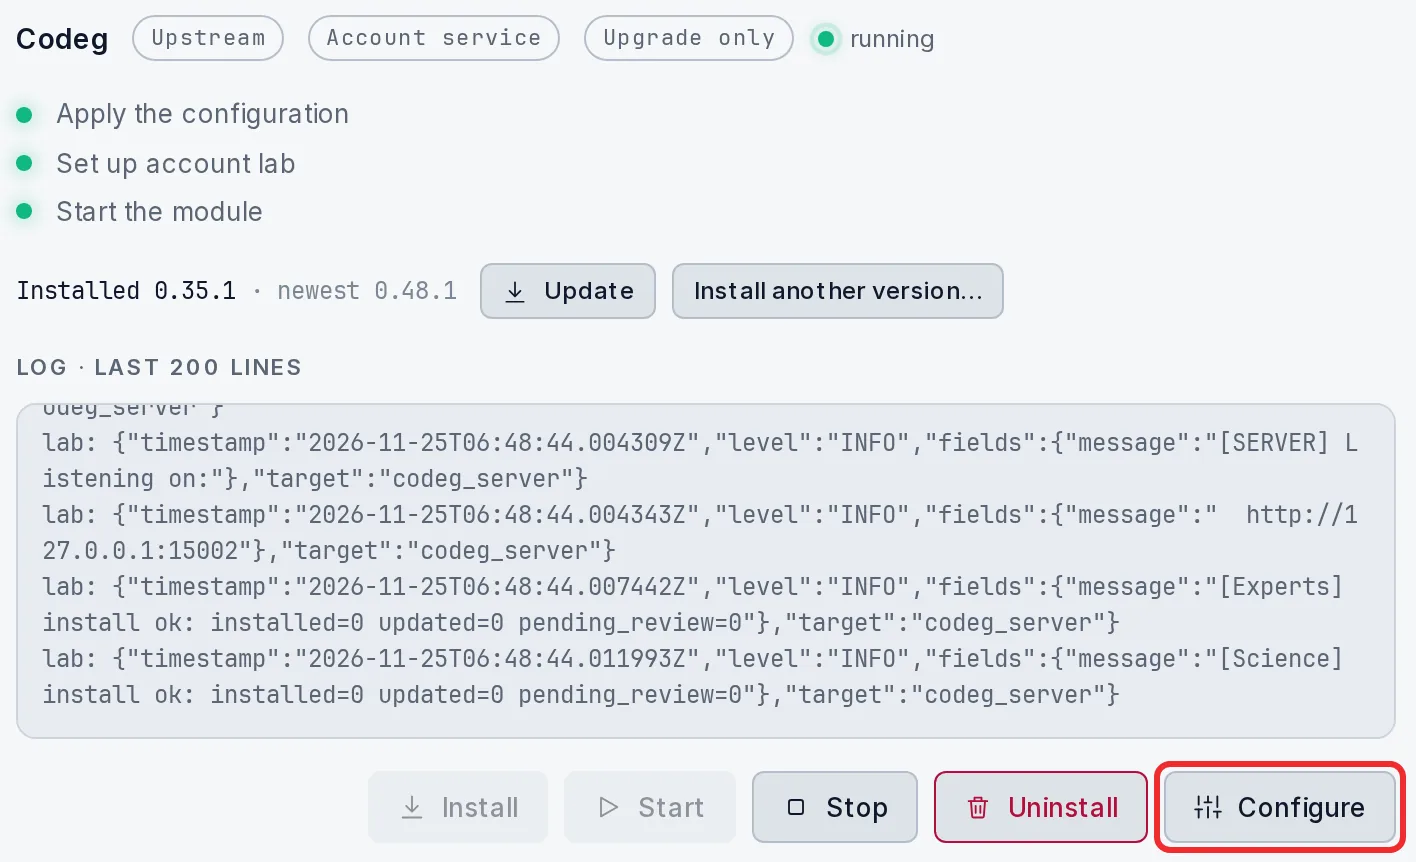 Codeg Upstream Account service Upgrade only running
Apply the configuration
Set up account lab
Start the module
Installed 0.35.1 · newest 0.48.1 Update Install another version...
LOG · LAST 200 LINES
odeg_server"}
lab: {"timestamp":"2026-11-25T06:48:44.004309Z","level":"INFO","fields":{"message":"[SERVER] L
istening on:"},"target":"codeg_server"}
lab: {"timestamp":"2026-11-25T06:48:44.004343Z","level":"INFO","fields":{"message":"  http://1
27.0.0.1:15002"},"target":"codeg_server"}
lab: {"timestamp":"2026-11-25T06:48:44.007442Z","level":"INFO","fields":{"message":"[Experts]
install ok: installed=0 updated=0 pending_review=0"},"target":"codeg_server"}
lab: {"timestamp":"2026-11-25T06:48:44.011993Z","level":"INFO","fields":{"message":"[Science]
install ok: installed=0 updated=0 pending_review=0"},"target":"codeg_server"}
Install Start Stop Uninstall Configure